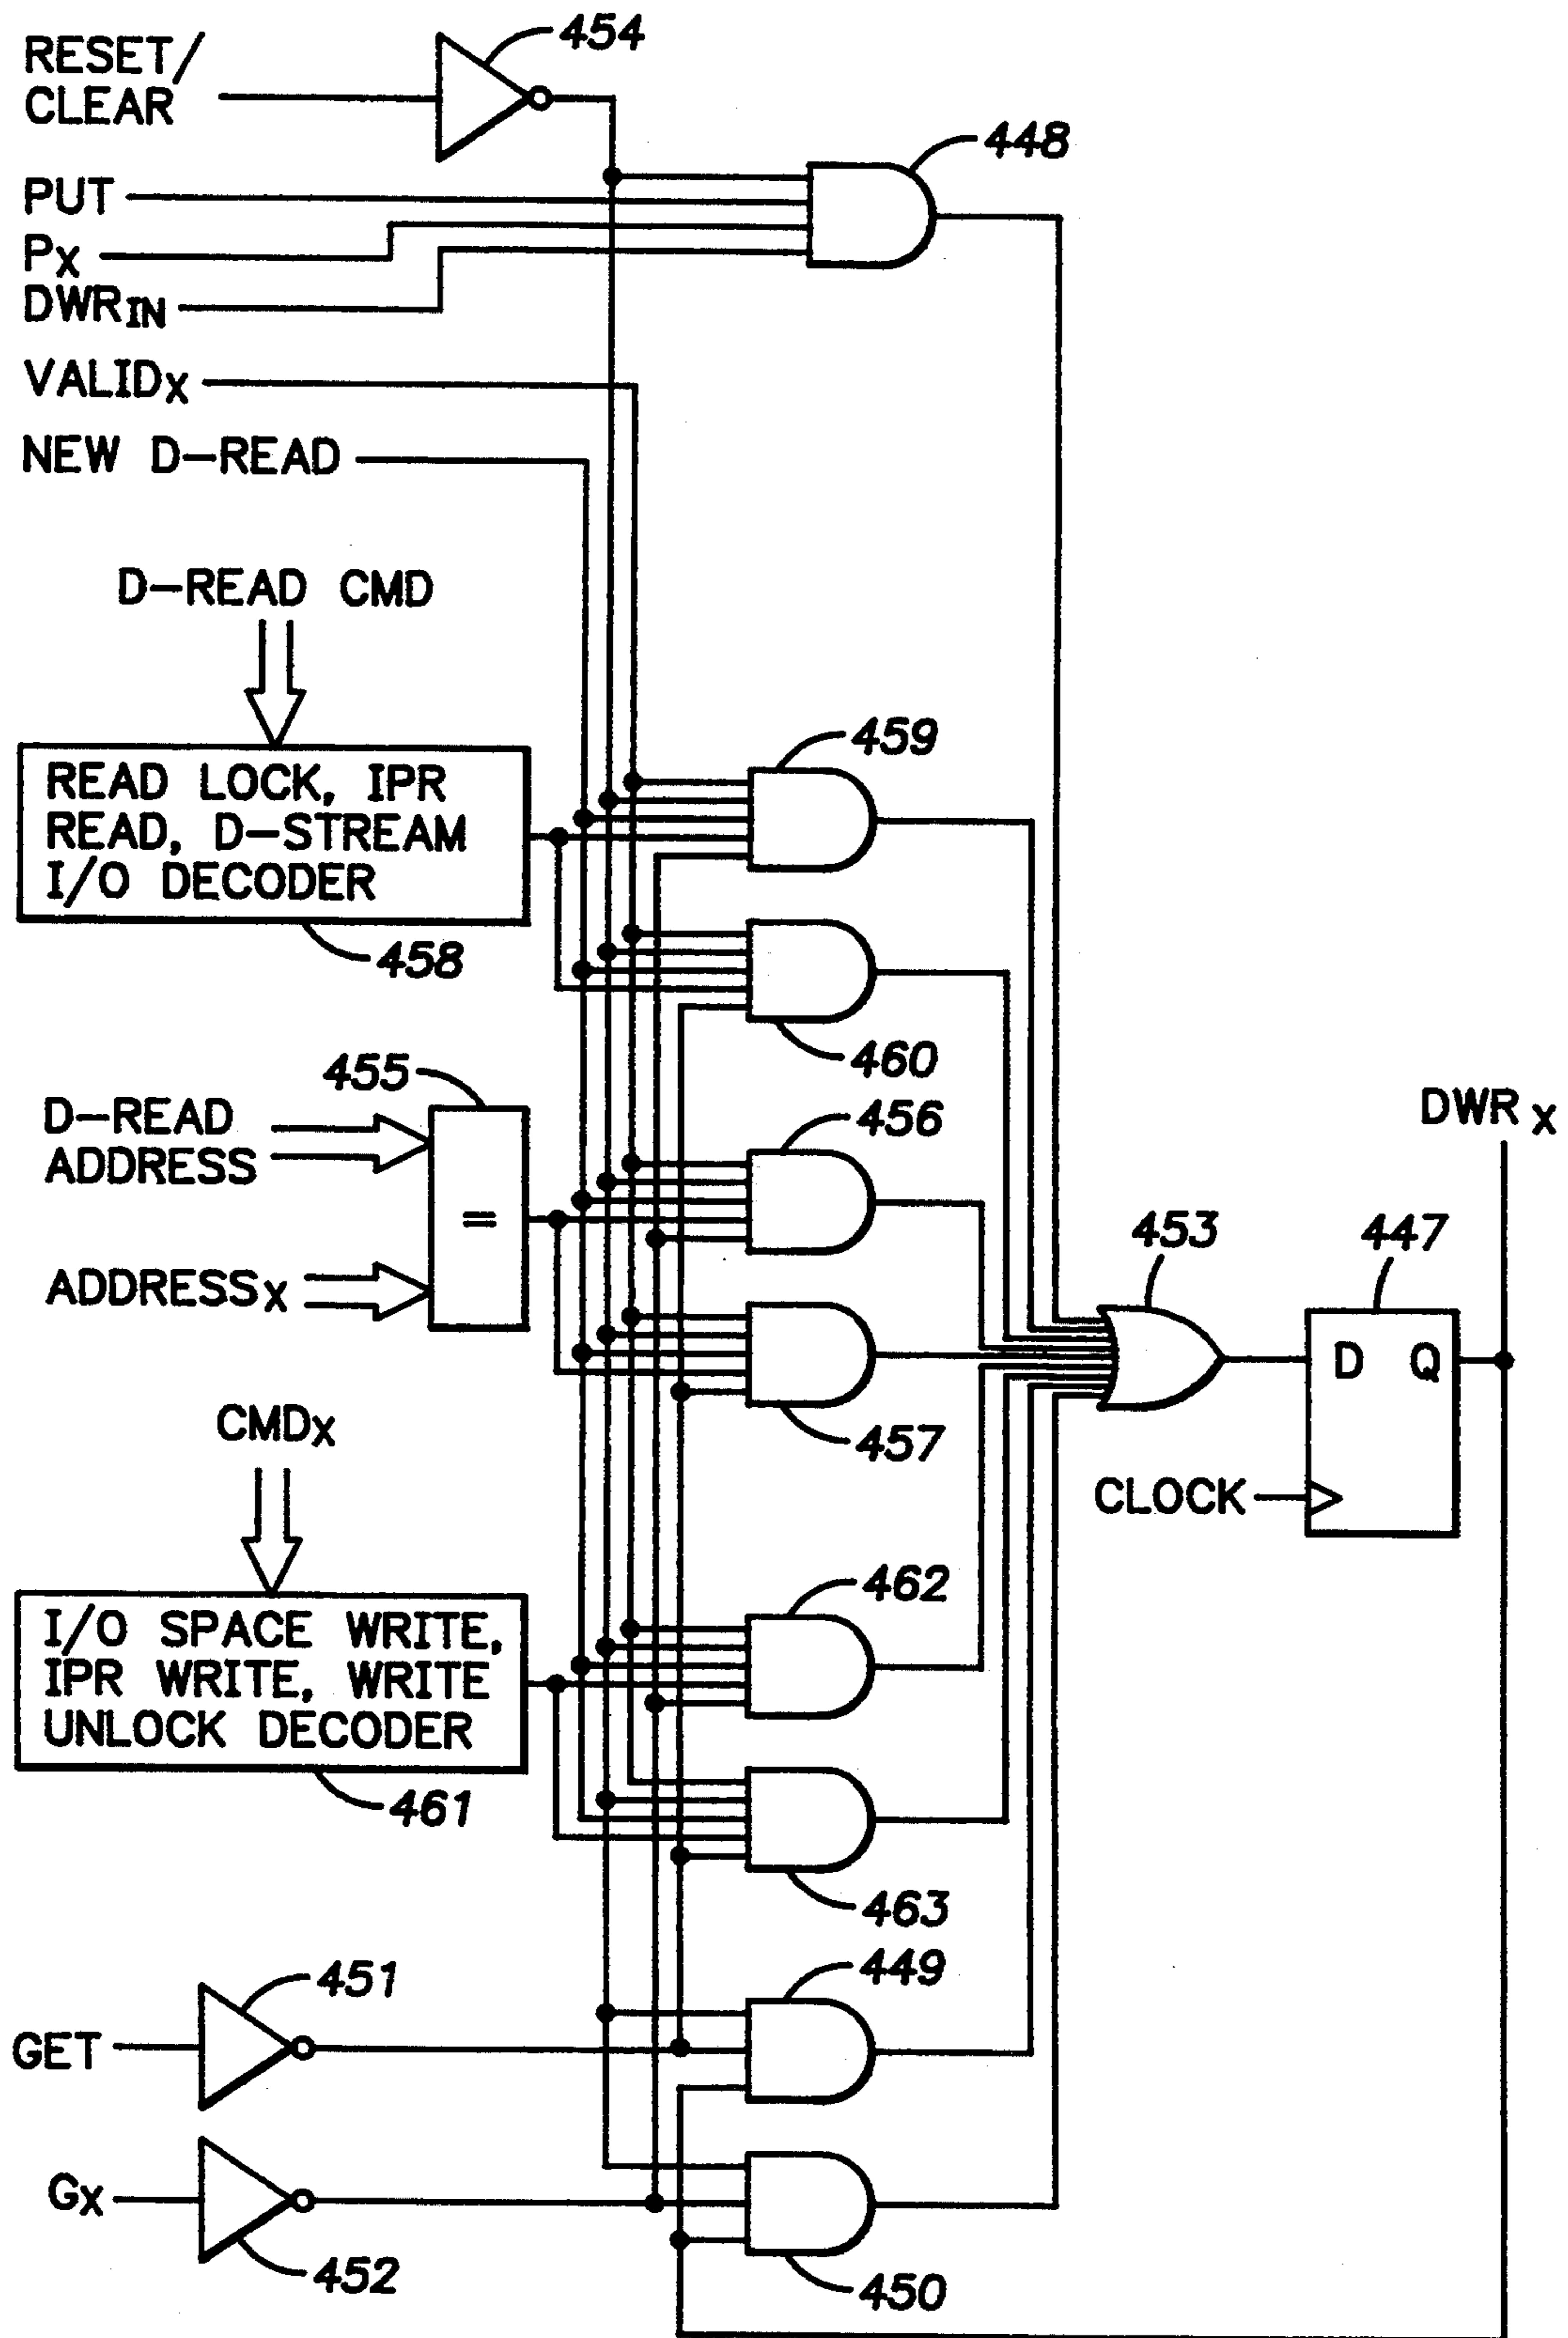 RESET/
CLEAR
454
448
PUT
PX
DWRIN
VALIDX
NEW D-READ
D-READ CMD
READ LOCK, IPR
READ, D-STREAM
I/O DECODER
458
459
460
455
D-READ
ADDRESS
=
ADDRESSX
456
457
DWR X
453
447
D Q
CLOCK
CMDX
I/O SPACE WRITE,
IPR WRITE, WRITE
UNLOCK DECODER
461
462
463
449
451
GET
GX
452
450